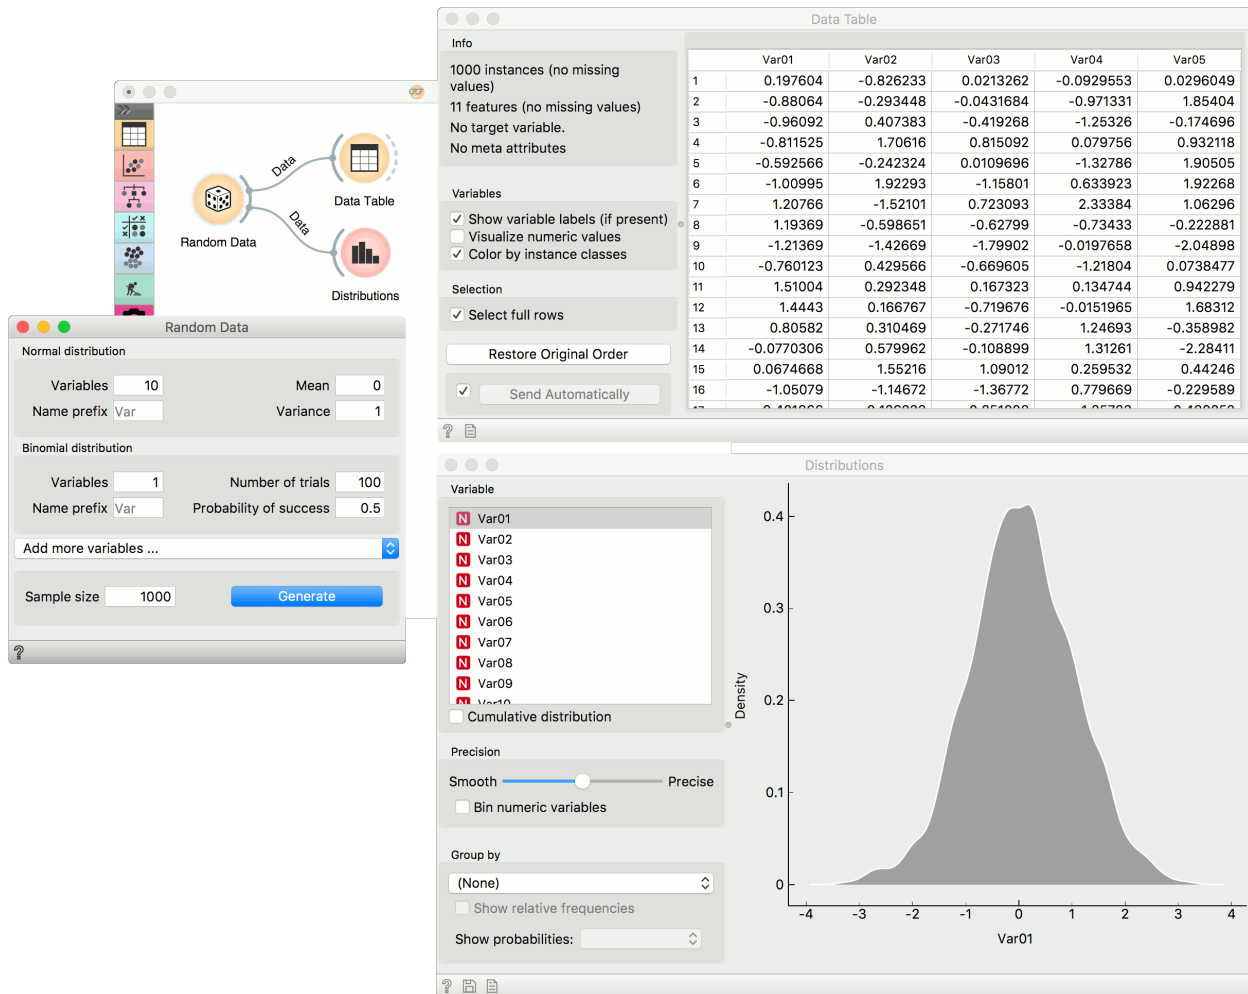 Data Table
Info
1000 instances (no missing
values)
11 features (no missing values)
No target variable.
No meta attributes
Variables
Show variable labels (if present)
Visualize numeric values
Color by instance classes
Selection
Select full rows
Restore Original Order
Send Automatically
Var01 Var02 Var03 Var04 Var05
1 0.197604 -0.826233 0.0213262 -0.0929553 0.0296049
2 -0.88064 -0.293448 -0.0431684 -0.971331 1.85404
3 -0.96092 0.407383 -0.419268 -1.25326 -0.174696
4 -0.811525 1.70616 0.815092 0.079756 0.932118
5 -0.592566 -0.242324 0.0109696 -1.32786 1.90505
6 -1.00995 1.92293 -1.15801 0.633923 1.92268
7 1.20766 -1.52101 0.723093 2.33384 1.06296
8 1.19369 -0.598651 -0.62799 -0.73433 -0.222881
9 -1.21369 -1.42669 -1.79902 -0.0197658 -2.04898
10 -0.760123 0.429566 -0.669605 -1.21804 0.0738477
11 1.51004 0.292348 0.167323 0.134744 0.942279
12 1.4443 0.166767 -0.719676 -0.0151965 1.68312
13 0.80582 0.310469 -0.271746 1.24693 -0.358982
14 -0.0770306 0.579962 -0.108899 1.31261 -2.28411
15 0.0674668 1.55216 1.09012 0.259532 0.44246
16 -1.05079 -1.14672 -1.36772 0.779669 -0.229589
?
Data
Data
Random Data
Data Table
Distributions
Random Data
Normal distribution
Variables 10 Mean 0
Name prefix Var Variance 1
Binomial distribution
Variables 1 Number of trials 100
Name prefix Var Probability of success 0.5
Add more variables ...
Sample size 1000 Generate
?
Distributions
Variable
N Var01
N Var02
N Var03
N Var04
N Var05
N Var06
N Var07
N Var08
N Var09
N Var10
Cumulative distribution
Precision
Smooth Precise
Bin numeric variables
Group by
(None)
Show relative frequencies
Show probabilities:
?
Density
0.4
0.3
0.2
0.1
0
-4 -3 -2 -1 0 1 2 3 4
Var01